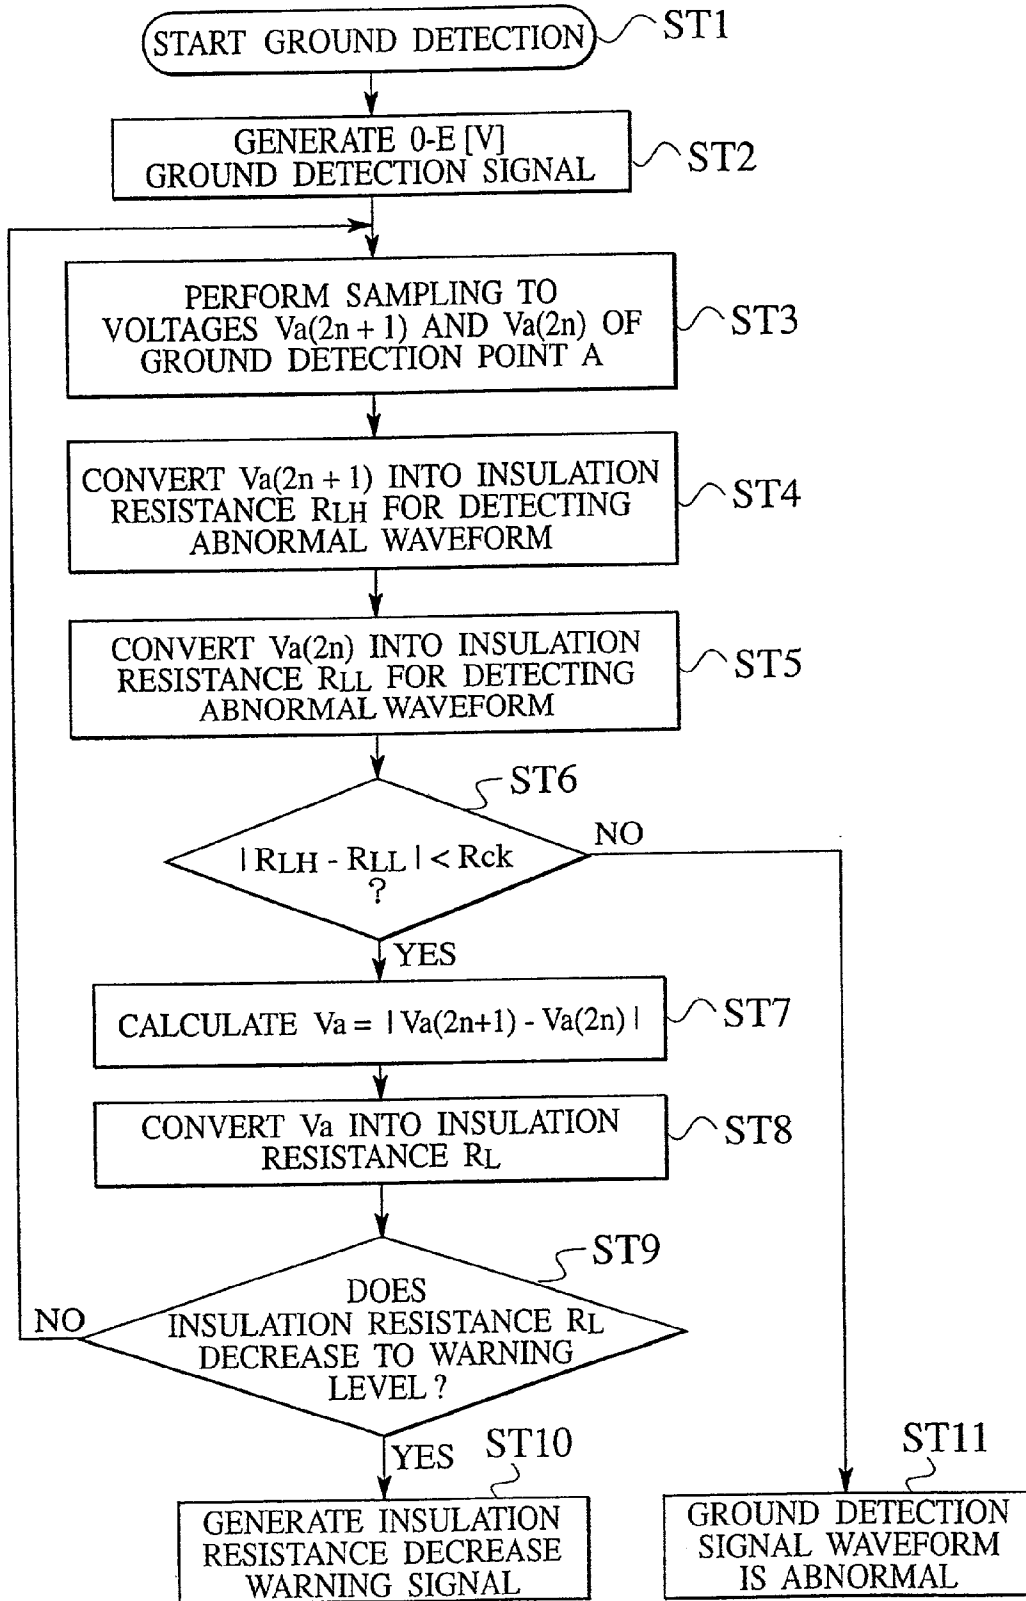 START GROUND DETECTION
ST1
GENERATE 0-E [V]
GROUND DETECTION SIGNAL
ST2
PERFORM SAMPLING TO
VOLTAGES Va(2n + 1) AND Va(2n) OF
GROUND DETECTION POINT A
ST3
CONVERT Va(2n + 1) INTO INSULATION
RESISTANCE RLH FOR DETECTING
ABNORMAL WAVEFORM
ST4
CONVERT Va(2n) INTO INSULATION
RESISTANCE RLL FOR DETECTING
ABNORMAL WAVEFORM
ST5
ST6
| RLH - RLL | < Rck
?
NO
YES
CALCULATE Va = | Va(2n+1) - Va(2n) |
ST7
CONVERT Va INTO INSULATION
RESISTANCE RL
ST8
ST9
DOES
INSULATION RESISTANCE RL
DECREASE TO WARNING
LEVEL ?
NO
YES
ST10
GENERATE INSULATION
RESISTANCE DECREASE
WARNING SIGNAL
ST11
GROUND DETECTION
SIGNAL WAVEFORM
IS ABNORMAL